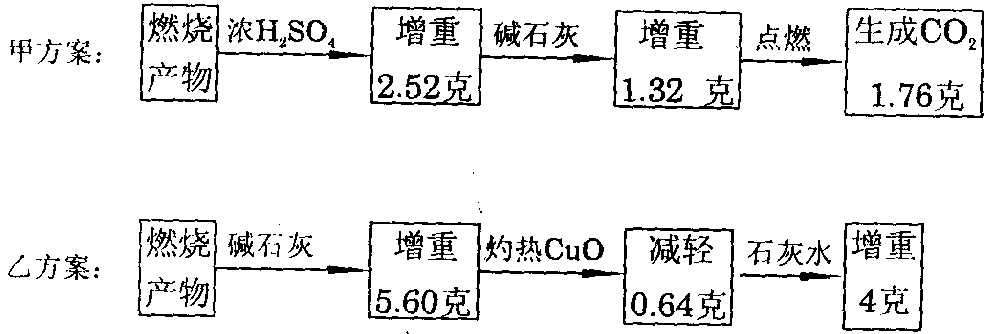 甲方案：
燃烧
产物
浓H₂SO₄
增重
2.52克
碱石灰
增重
1.32 克
点燃
生成CO₂
1.76克
乙方案：
燃烧
产物
碱石灰
增重
5.60克
灼热CuO
减轻
0.64克
石灰水
增重
4克